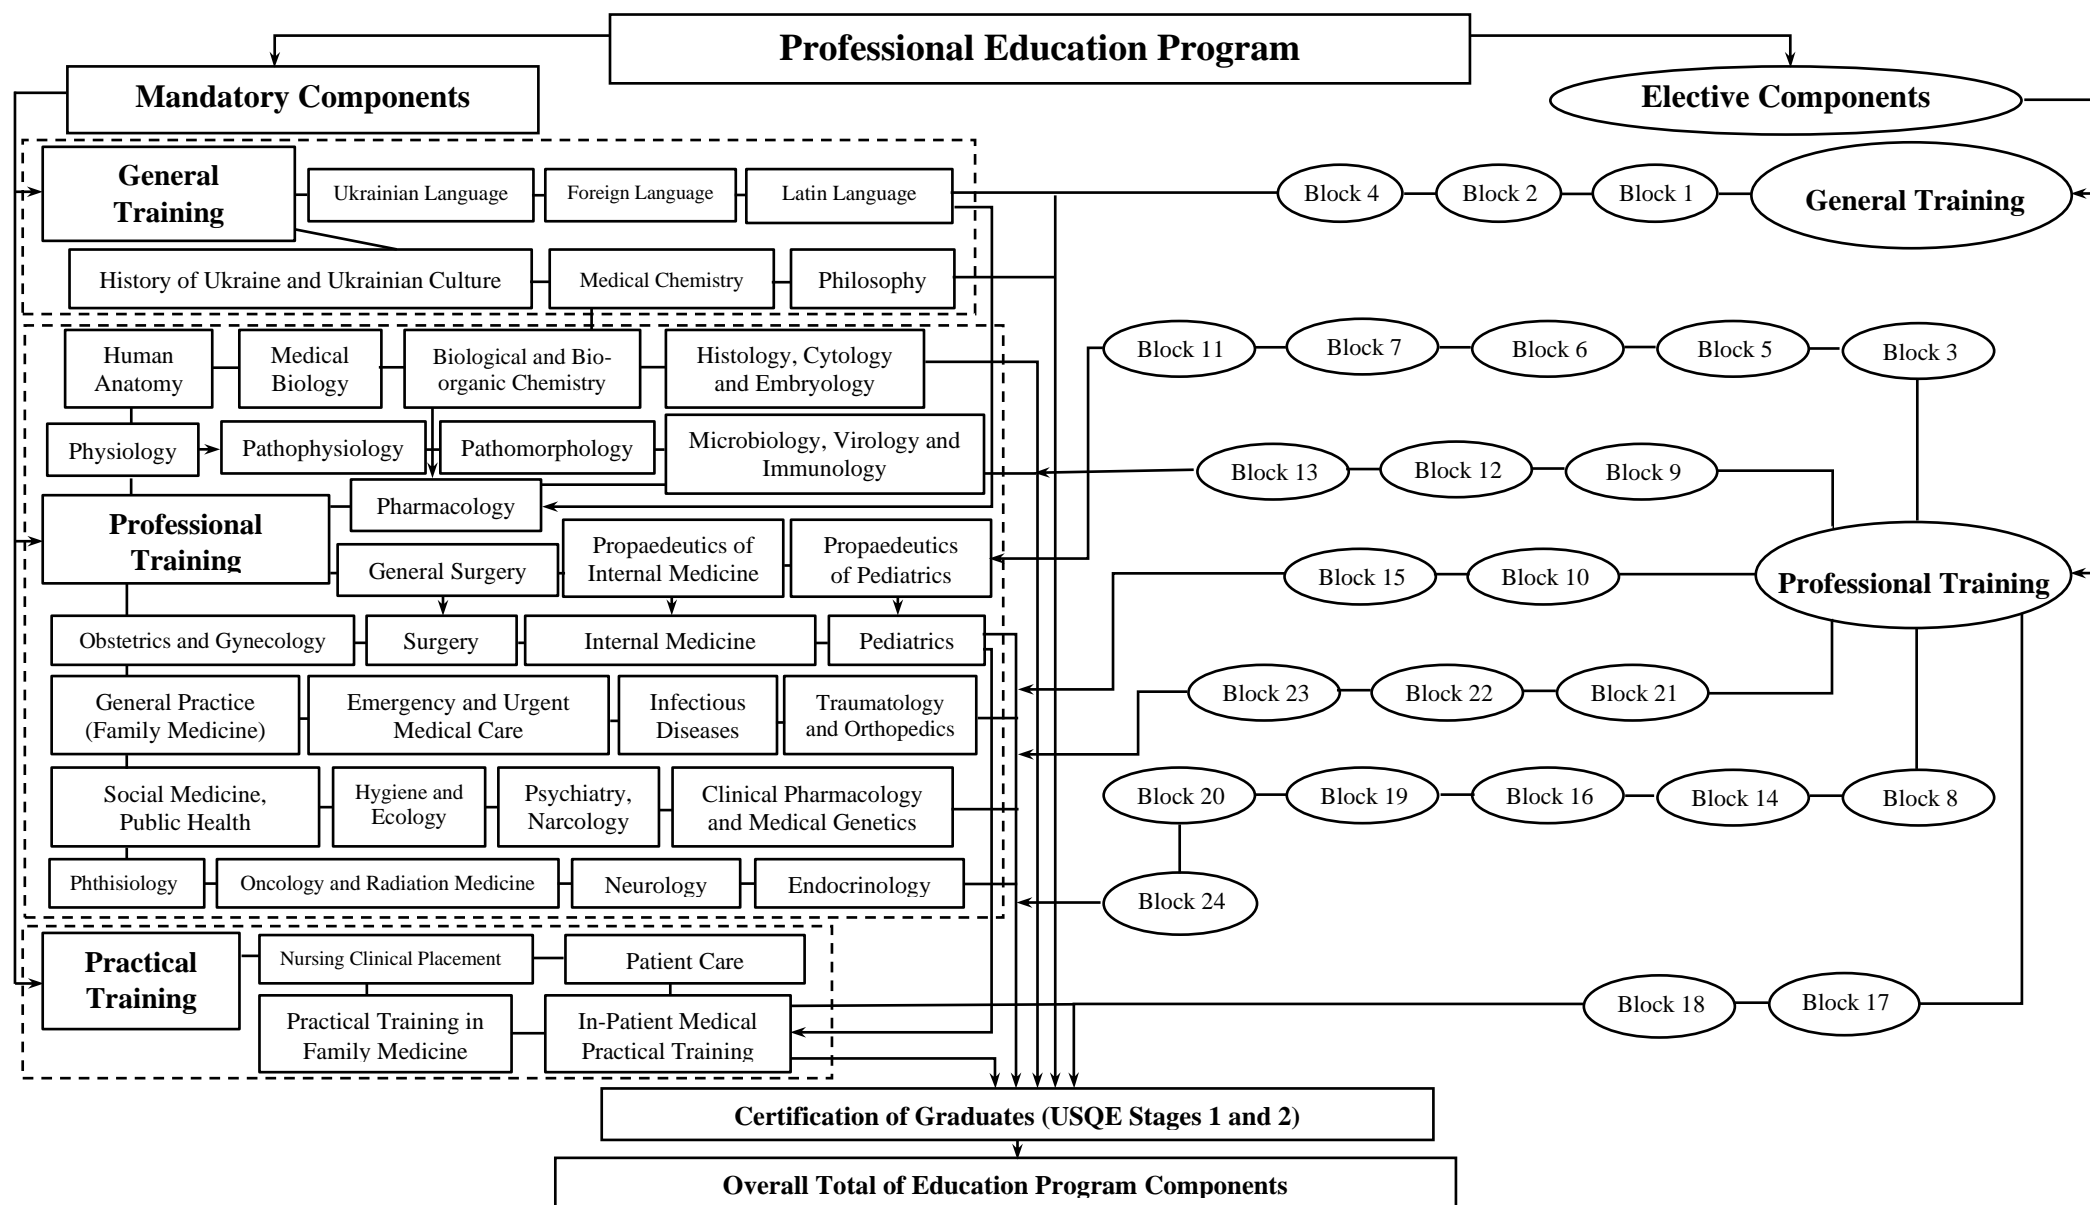 Professional Education Program
Mandatory Components
Elective Components
General
Training
Ukrainian Language
Foreign Language
Latin Language
Block 4
Block 2
Block 1
General Training
History of Ukraine and Ukrainian Culture
Medical Chemistry
Philosophy
Human
Anatomy
Medical
Biology
Biological and Bio-
organic Chemistry
Histology, Cytology
and Embryology
Block 11
Block 7
Block 6
Block 5
Block 3
Physiology
Pathophysiology
Pathomorphology
Microbiology, Virology and
Immunology
Block 13
Block 12
Block 9
Pharmacology
Professional
Training
General Surgery
Propaedeutics of
Internal Medicine
Propaedeutics
of Pediatrics
Block 15
Block 10
Professional Training
Obstetrics and Gynecology
Surgery
Internal Medicine
Pediatrics
General Practice
(Family Medicine)
Emergency and Urgent
Medical Care
Infectious
Diseases
Traumatology
and Orthopedics
Block 23
Block 22
Block 21
Social Medicine,
Public Health
Hygiene and
Ecology
Psychiatry,
Narcology
Clinical Pharmacology
and Medical Genetics
Block 20
Block 19
Block 16
Block 14
Block 8
Phthisiology
Oncology and Radiation Medicine
Neurology
Endocrinology
Block 24
Practical
Training
Nursing Clinical Placement
Patient Care
Practical Training in
Family Medicine
In-Patient Medical
Practical Training
Block 18
Block 17
Certification of Graduates (USQE Stages 1 and 2)
Overall Total of Education Program Components